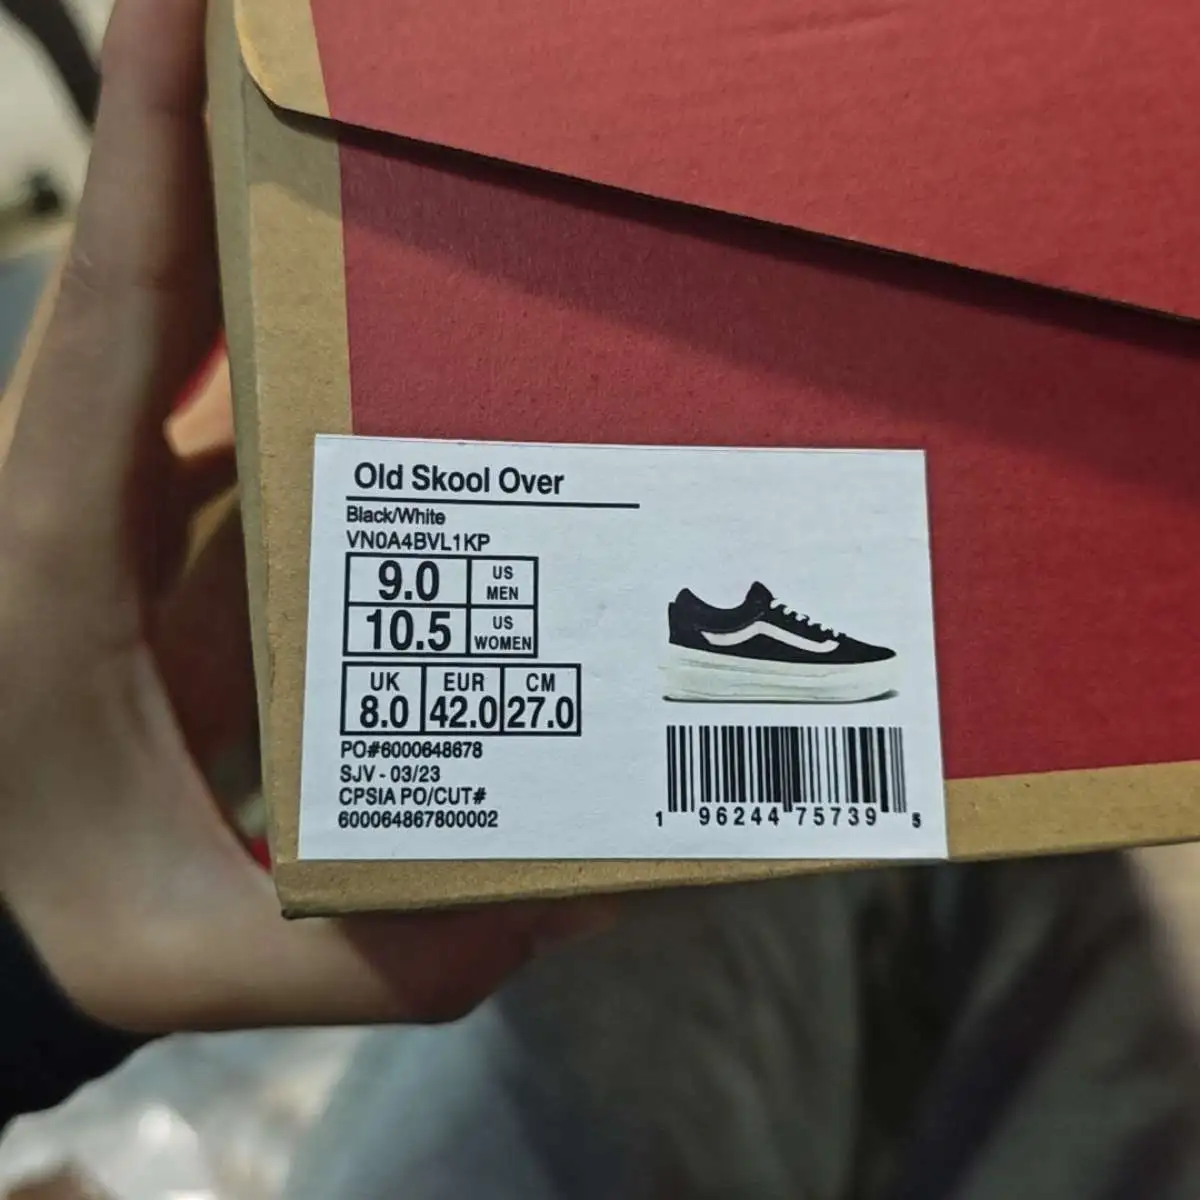 Old Skool Over
Black/White
VN0A4BVL1KP
9.0 US MEN
10.5 US WOMEN
UK EUR CM
8.0 42.0 27.0
PO#6000648678
SJV - 03/23
CPSIA PO/CUT#
600064867800002
1 96244 75739 5